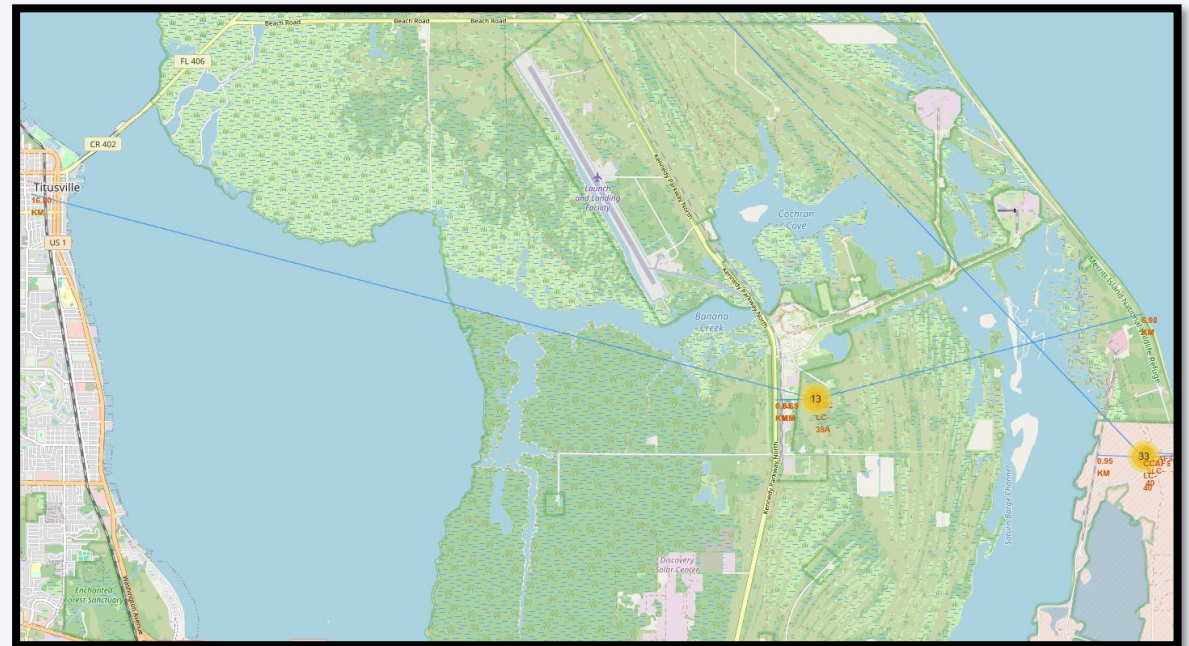 Beach Road
Beach Road
Beach Road
FL 406
CR 402
Titusville
KM
US 1
Launch
and Landing
Facility
Kennedy Parkway North
Cochran
Cove
Kennedy Parkway North
Banana
Creek
Merritt Island National Wildlife Refuge
6.98
KM
13
LC-
39A
33
0.95
KM
CCAFS
LC-
40
Kennedy Parkway North
Saturn Barge Channel
Discovery
Solar Center
Enchanted
Forest Sanctuary
Washington Avenue